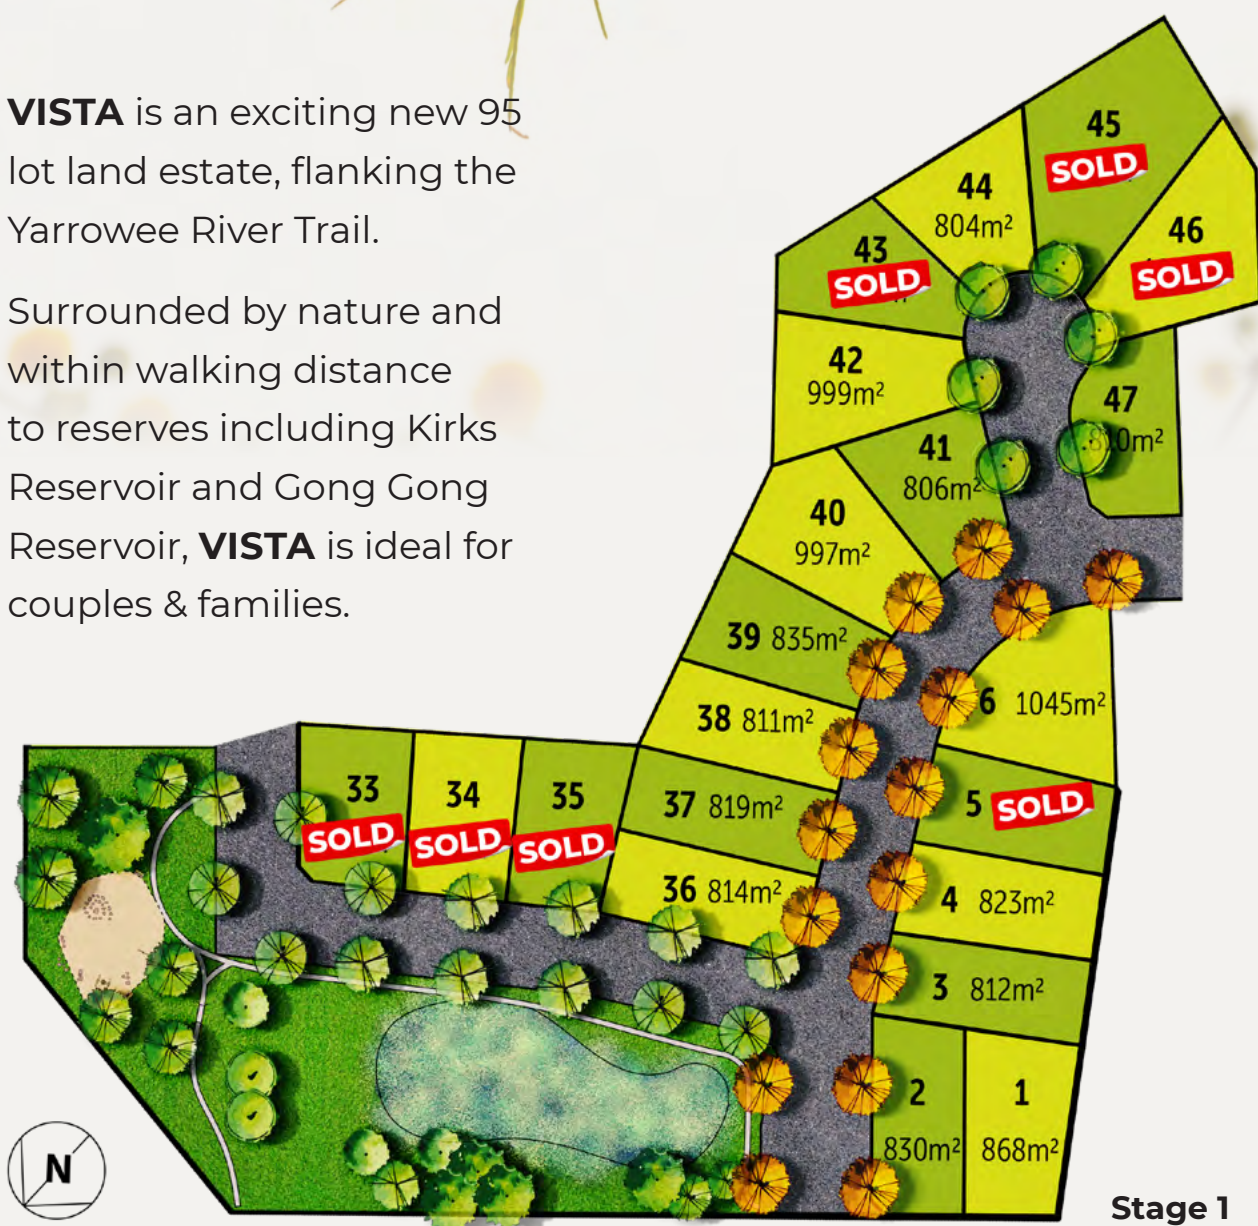 VISTA is an exciting new 95
lot land estate, flanking the
Yarrowee River Trail.
Surrounded by nature and
within walking distance
to reserves including Kirks
Reservoir and Gong Gong
Reservoir, VISTA is ideal for
couples & families.
45
SOLD
44
804m²
46
SOLD
43
SOLD
42
999m²
47
41
806m²
40
997m²
39 835m²
6 1045m²
38 811m²
33
SOLD
34
SOLD
35
SOLD
37 819m²
5 SOLD
36 814m²
4 823m²
3 812m²
2
830m²
1
868m²
N
Stage 1